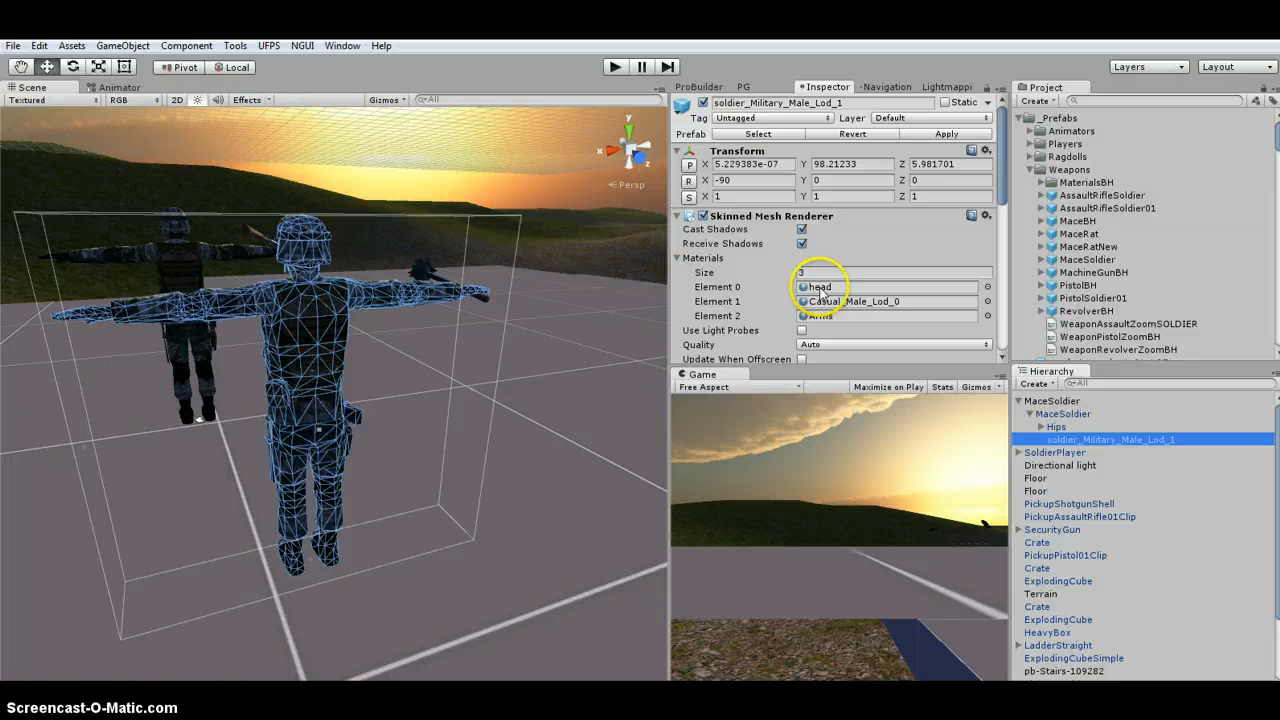 File Edit Assets GameObject Component Tools UFPS NGUI Window Help
Pivot Local Layers Layout
Scene Animator
Textured RGB 2D Effects Gizmos All
Persp
ProBuilder PG Inspector Navigation Lightmappi
soldier_Military_Male_Lod_1 Static
Tag Untagged Layer Default
Prefab Select Revert Apply
Transform
P X 5.229383e-07 Y 98.21233 Z 5.981701
R X -90 Y 0 Z 0
S X 1 Y 1 Z 1
Skinned Mesh Renderer
Cast Shadows
Receive Shadows
Materials
Size 3
Element 0 head
Element 1 Casual_Male_Lod_0
Element 2 Arms
Use Light Probes
Quality Auto
Update When Offscreen
Game
Free Aspect Maximize on Play Stats Gizmos
Project
Create
_Prefabs
Animators
Players
Ragdolls
Weapons
MaterialsBH
AssaultRifleSoldier
AssaultRifleSoldier01
MaceBH
MaceRat
MaceRatNew
MaceSoldier
MachineGunBH
PistolBH
PistolSoldier01
RevolverBH
WeaponAssaultZoomSOLDIER
WeaponPistolZoomBH
WeaponRevolverZoomBH
Hierarchy
Create All
MaceSoldier
MaceSoldier
Hips
soldier_Military_Male_Lod_1
SoldierPlayer
Directional light
Floor
Floor
PickupShotgunShell
PickupAssaultRifle01Clip
SecurityGun
Crate
PickupPistol01Clip
Crate
ExplodingCube
Terrain
Crate
ExplodingCube
HeavyBox
LadderStraight
ExplodingCubeSimple
pb-Stairs-109282
Screencast-O-Matic.com
y
x
z